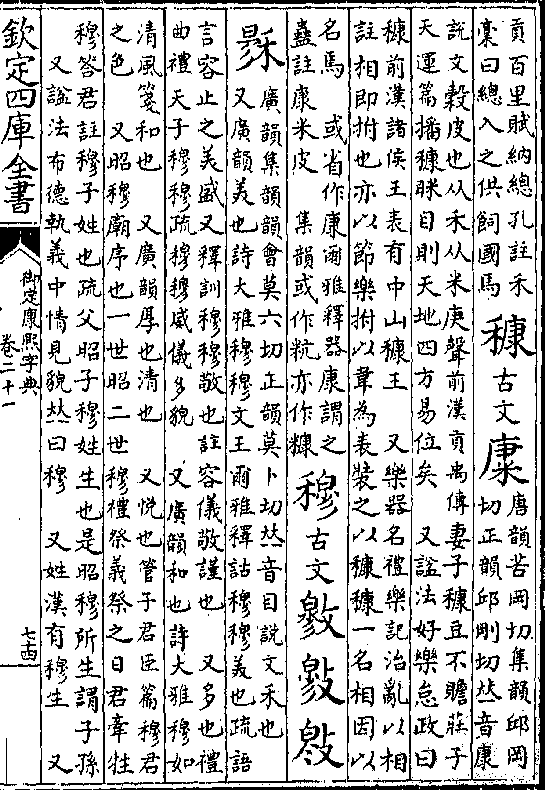 貢百里賦納總孔註禾
稾曰總入之供飼國馬
穅古文𢊹唐韻苦岡切集韻邱岡
切正韻邱剛切𠀤音康
說文穀皮也从禾从米庚聲前漢貢禹傳妻子穅豆不贍莊子
天運篇播穅眯目則天地四方易位矣 又諡法好樂怠政曰
穅前漢諸侯王表有中山穅王 又樂器名禮樂記治亂以相
註相即拊也亦以節樂拊以韋為表裝之以穅穅一名相因以
名馬 或省作康爾雅釋器康謂之
蠱註康米皮 集韻或作粇亦作糠
穆古文
廣韻集韻韻會莫六切正韻莫卜切𠀤音目說文禾也
又廣韻美也詩大雅穆穆文王爾雅釋詁穆穆美也疏語
言容止之美盛又釋訓穆穆敬也註容儀敬謹也 又多也禮
曲禮天子穆穆疏穆穆威儀多貌 又廣韻和也詩大雅穆如
清風箋和也 又廣韻厚也清也 又悅也管子君臣篇穆君
之色 又昭穆廟序也一世昭二世穆禮祭義祭之日君牽牲
穆答君註穆子姓也疏父昭子穆姓生也是昭穆所生謂子孫
又諡法布德執義中情見貌𠀤曰穆 又姓漢有穆生 又
欽定四庫全書
御定康熙字典
卷二十一
七十四